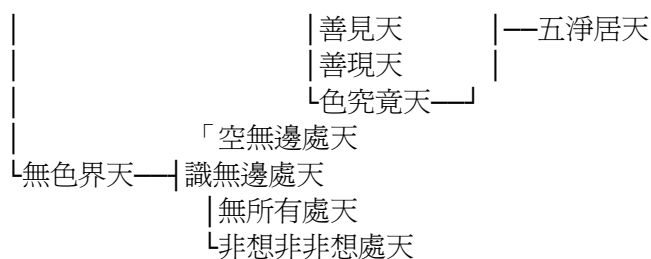 │ │善見天 │──五淨居天
│ │善現天 │
│ └色究竟天──┘
│ 「空無邊處天
└無色界天──┤識無邊處天
│無所有處天
└非想非非想處天